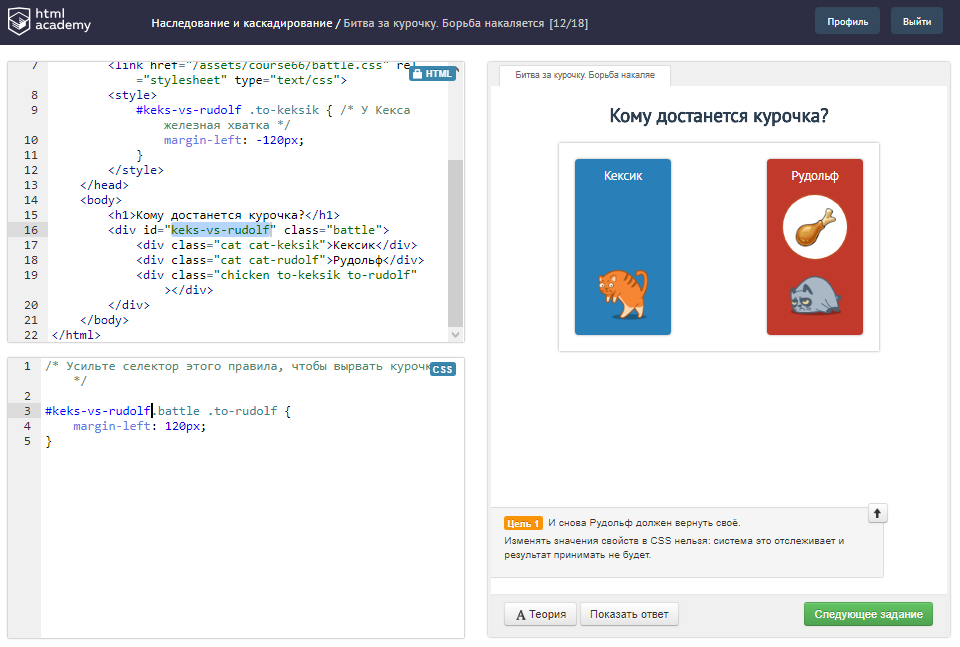 html
academy
Наследование и каскадирование / Битва за курочку. Борьба накаляется [12/18]
Профиль
Выйти
7 <link href="/assets/course66/battle.css" rel
="stylesheet" type="text/css">
HTML
8 <style>
9 #keks-vs-rudolf .to-keksik { /* У Кекса
железная хватка */
10 margin-left: -120px;
11 }
12 </style>
13 </head>
14 <body>
15 <h1>Кому достанется курочка?</h1>
16 <div id="keks-vs-rudolf" class="battle">
17 <div class="cat cat-keksik">Кексик</div>
18 <div class="cat cat-rudolf">Рудольф</div>
19 <div class="chicken to-keksik to-rudolf"
></div>
20 </div>
21 </body>
22 </html>
1 /* Усильте селектор этого правила, чтобы вырвать курочк
*/
CSS
2
3 #keks-vs-rudolf.battle .to-rudolf {
4 margin-left: 120px;
5 }
Битва за курочку. Борьба накаляе
Кому достанется курочка?
Кексик
Рудольф
Цель 1 И снова Рудольф должен вернуть своё.
Изменять значения свойств в CSS нельзя: система это отслеживает и
результат принимать не будет.
A Теория
Показать ответ
Следующее задание